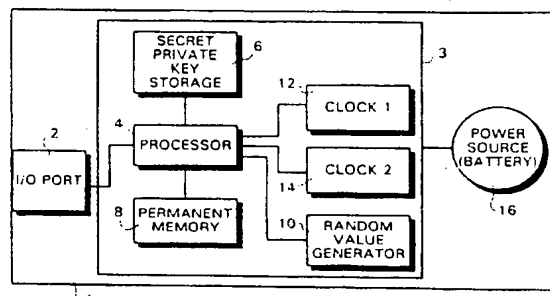 SECRET
PRIVATE
KEY
STORAGE
6
12
3
CLOCK 1
4
2
PROCESSOR
POWER
SOURCE
(BATTERY)
I/O PORT
CLOCK 2
14
16
8
PERMANENT
MEMORY
10
RANDOM
VALUE
GENERATOR